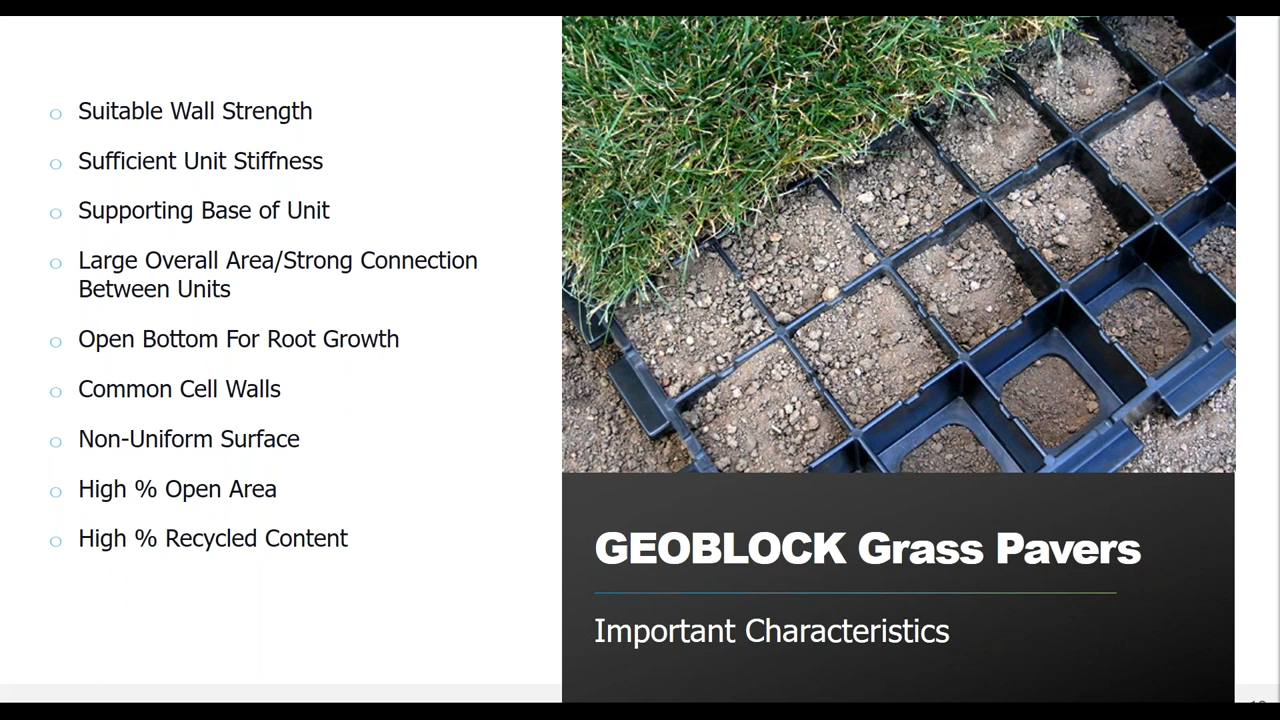 Suitable Wall Strength
Sufficient Unit Stiffness
Supporting Base of Unit
Large Overall Area/Strong Connection
Between Units
Open Bottom For Root Growth
Common Cell Walls
Non-Uniform Surface
High % Open Area
High % Recycled Content
GEOBLOCK Grass Pavers
Important Characteristics